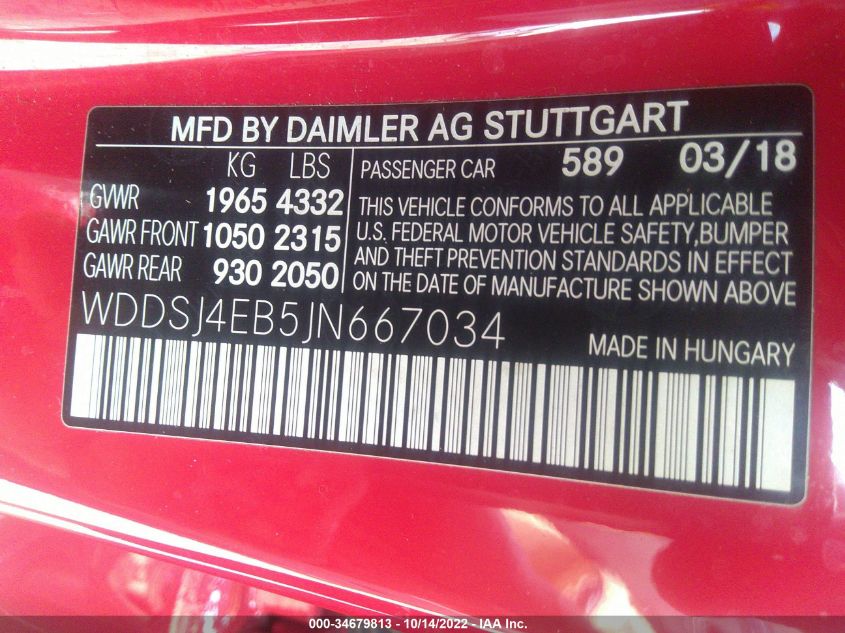 MFD BY DAIMLER AG STUTTGART
KG LBS
GVWR 1965 4332
GAWR FRONT 1050 2315
GAWR REAR 930 2050
PASSENGER CAR 589 03/18
THIS VEHICLE CONFORMS TO ALL APPLICABLE
U.S. FEDERAL MOTOR VEHICLE SAFETY,BUMPER
AND THEFT PREVENTION STANDARDS IN EFFECT
ON THE DATE OF MANUFACTURE SHOWN ABOVE
WDDSJ4EB5JN667034
MADE IN HUNGARY
000-34679813 - 10/14/2022 - IAA Inc.